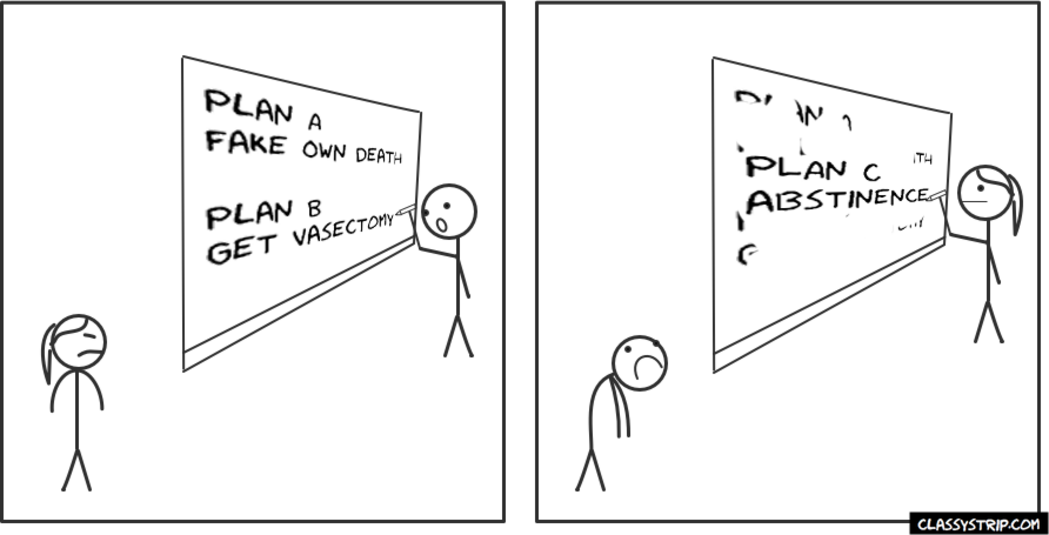 PLAN A
FAKE OWN DEATH
PLAN B
GET VASECTOMY
PLAN C
ABSTINENCE
CLASSYSTRIP.COM